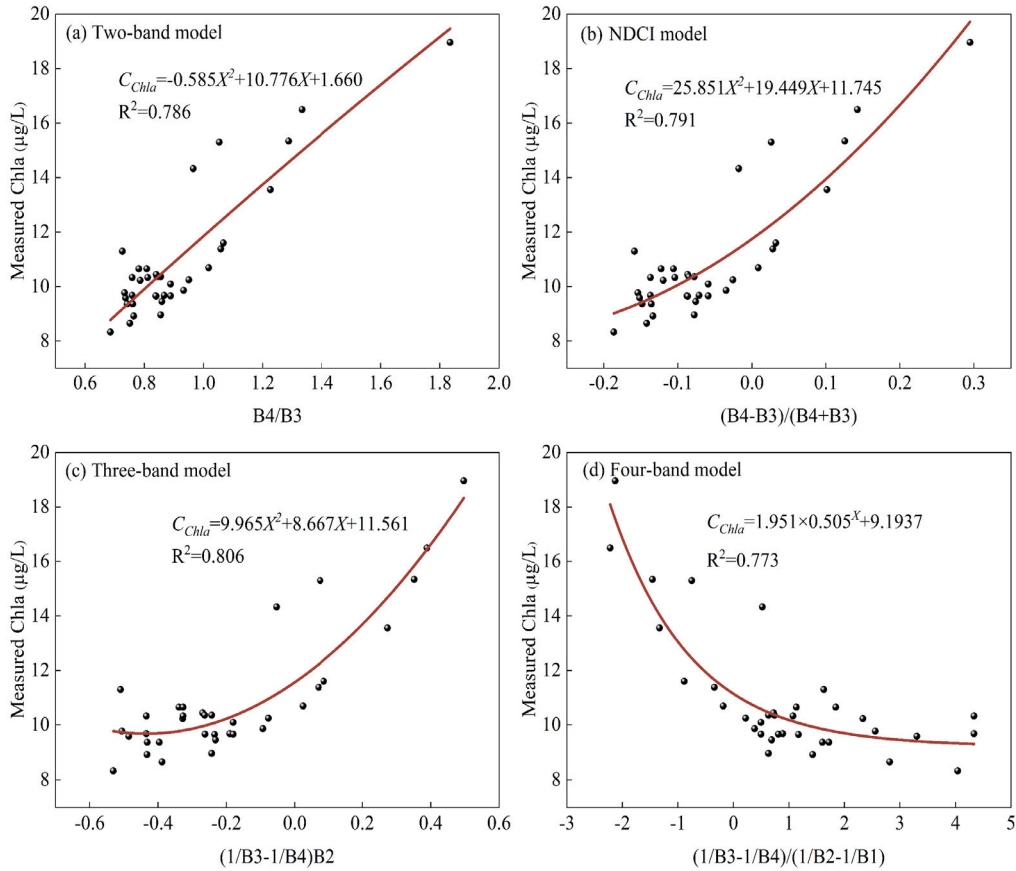 (a) Two-band model
C_Chla=-0.585X²+10.776X+1.660
R²=0.786
Measured Chla (μg/L)
20
18
16
14
12
10
8
0.6 0.8 1.0 1.2 1.4 1.6 1.8 2.0
B4/B3
(b) NDCI model
C_Chla=25.851X²+19.449X+11.745
R²=0.791
Measured Chla (μg/L)
20
18
16
14
12
10
8
-0.2 -0.1 0.0 0.1 0.2 0.3
(B4-B3)/(B4+B3)
(c) Three-band model
C_Chla=9.965X²+8.667X+11.561
R²=0.806
Measured Chla (μg/L)
20
18
16
14
12
10
8
-0.6 -0.4 -0.2 0.0 0.2 0.4 0.6
(1/B3-1/B4)B2
(d) Four-band model
C_Chla=1.951×0.505^X+9.1937
R²=0.773
Measured Chla (μg/L)
20
18
16
14
12
10
8
-3 -2 -1 0 1 2 3 4 5
(1/B3-1/B4)/(1/B2-1/B1)